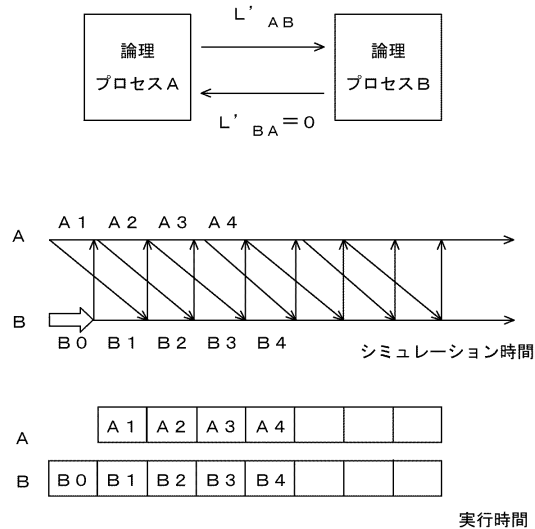 L' AB
論理
プロセスA
論理
プロセスB
L' BA=0
A1 A2 A3 A4
A
B
B0 B1 B2 B3 B4
シミュレーション時間
A A1 A2 A3 A4
B B0 B1 B2 B3 B4
実行時間